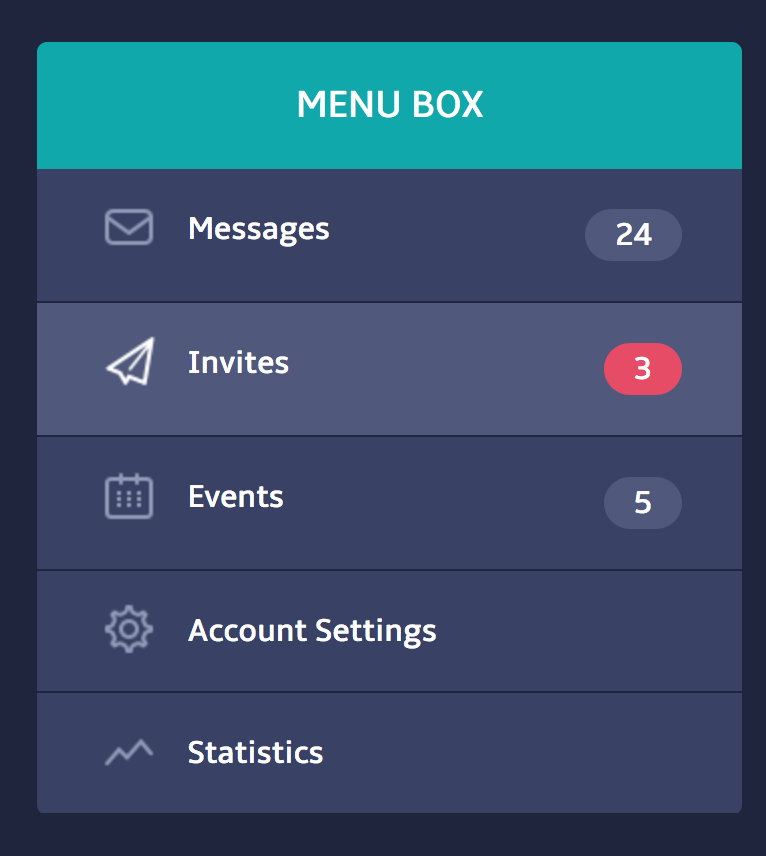 MENU BOX
Messages 24
Invites 3
Events 5
Account Settings
Statistics